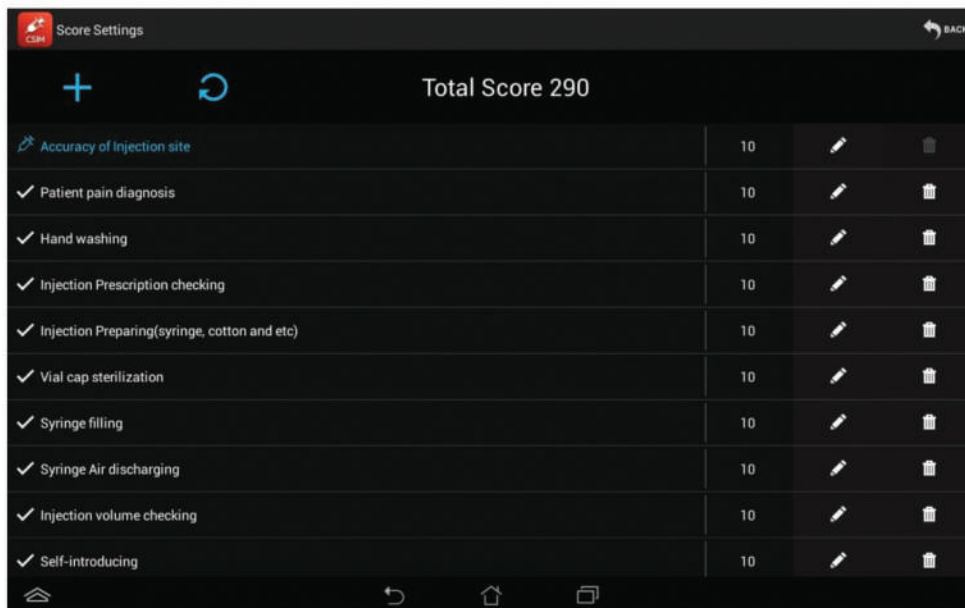 CSIM
Score Settings
BACK
Total Score 290
Accuracy of Injection site 10
Patient pain diagnosis 10
Hand washing 10
Injection Prescription checking 10
Injection Preparing(syringe, cotton and etc) 10
Vial cap sterilization 10
Syringe filling 10
Syringe Air discharging 10
Injection volume checking 10
Self-introducing 10